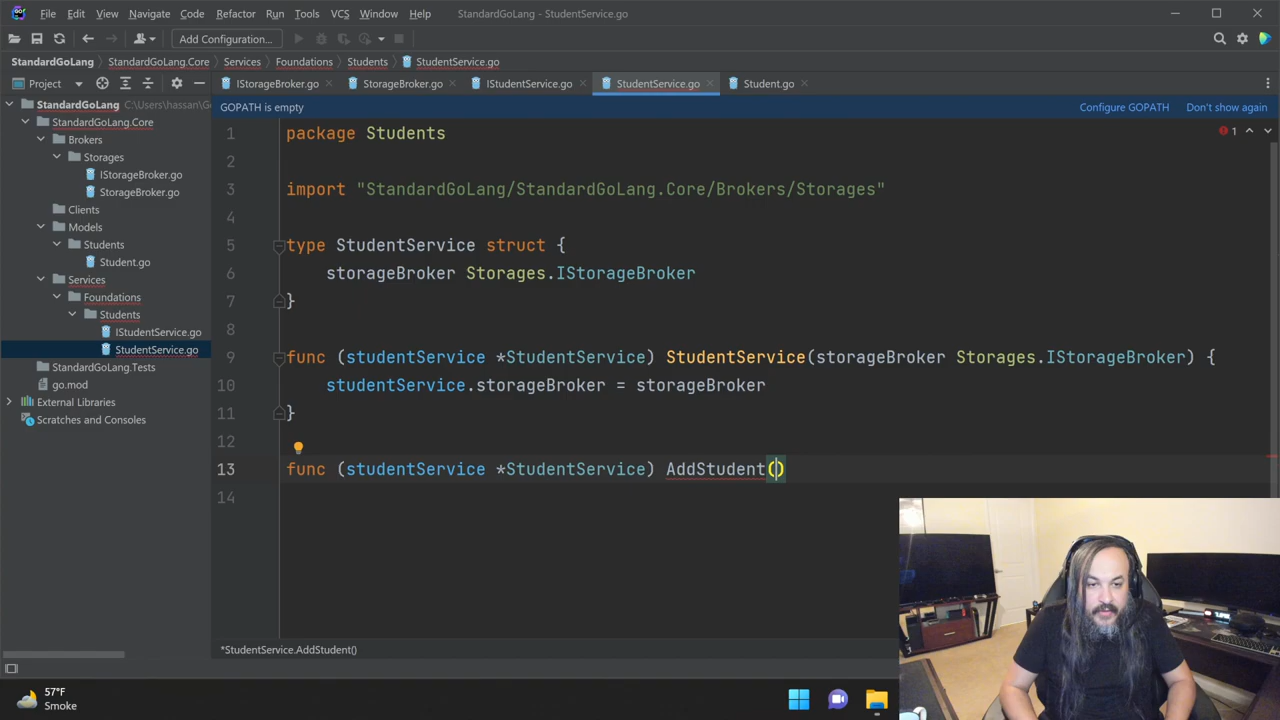 File Edit View Navigate Code Refactor Run Tools VCS Window Help StandardGoLang - StudentService.go
Add Configuration...
StandardGoLang StandardGoLang.Core Services Foundations Students StudentService.go
Project IStorageBroker.go StorageBroker.go IStudentService.go StudentService.go Student.go
StandardGoLang C:\Users\hassan\Go
GOPATH is empty Configure GOPATH Don't show again
StandardGoLang.Core
Brokers
Storages
IStorageBroker.go
StorageBroker.go
Clients
Models
Students
Student.go
Services
Foundations
Students
IStudentService.go
StudentService.go
StandardGoLang.Tests
go.mod
External Libraries
Scratches and Consoles
1 package Students
1
2
3 import "StandardGoLang/StandardGoLang.Core/Brokers/Storages"
4
5 type StudentService struct {
6 storageBroker Storages.IStorageBroker
7 }
8
9 func (studentService *StudentService) StudentService(storageBroker Storages.IStorageBroker) {
10 studentService.storageBroker = storageBroker
11 }
12
13 func (studentService *StudentService) AddStudent()
14
*StudentService.AddStudent()
57°F
Smoke